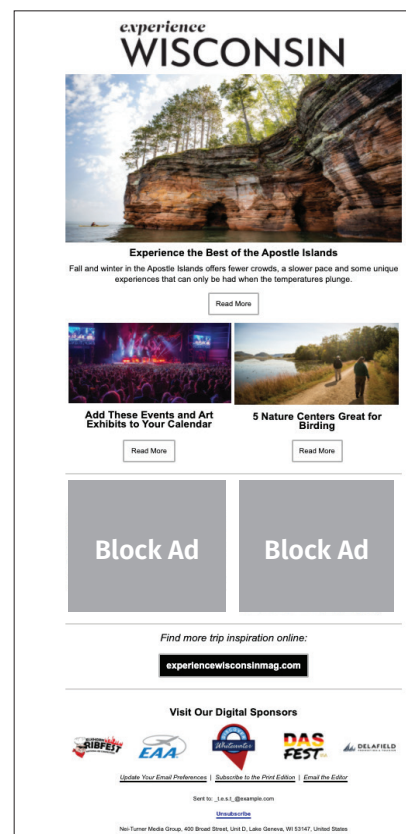 experience
WISCONSIN
Experience the Best of the Apostle Islands
Fall and winter in the Apostle Islands offers fewer crowds, a slower pace and some unique
experiences that can only be had when the temperatures plunge.
Read More
Add These Events and Art
Exhibits to Your Calendar
Read More
5 Nature Centers Great for
Birding
Read More
Block Ad
Block Ad
Find more trip inspiration online:
experiencewisconsinmag.com
Visit Our Digital Sponsors
RIBFEST
EAA
Whitewater
DAS
FEST
DELAFIELD
Update Your Email Preferences | Subscribe to the Print Edition | Email the Editor
Sent to: _t.e.s.t_@example.com
Unsubscribe
Nei-Turner Media Group, 400 Broad Street, Unit D, Lake Geneva, WI 53147, United States